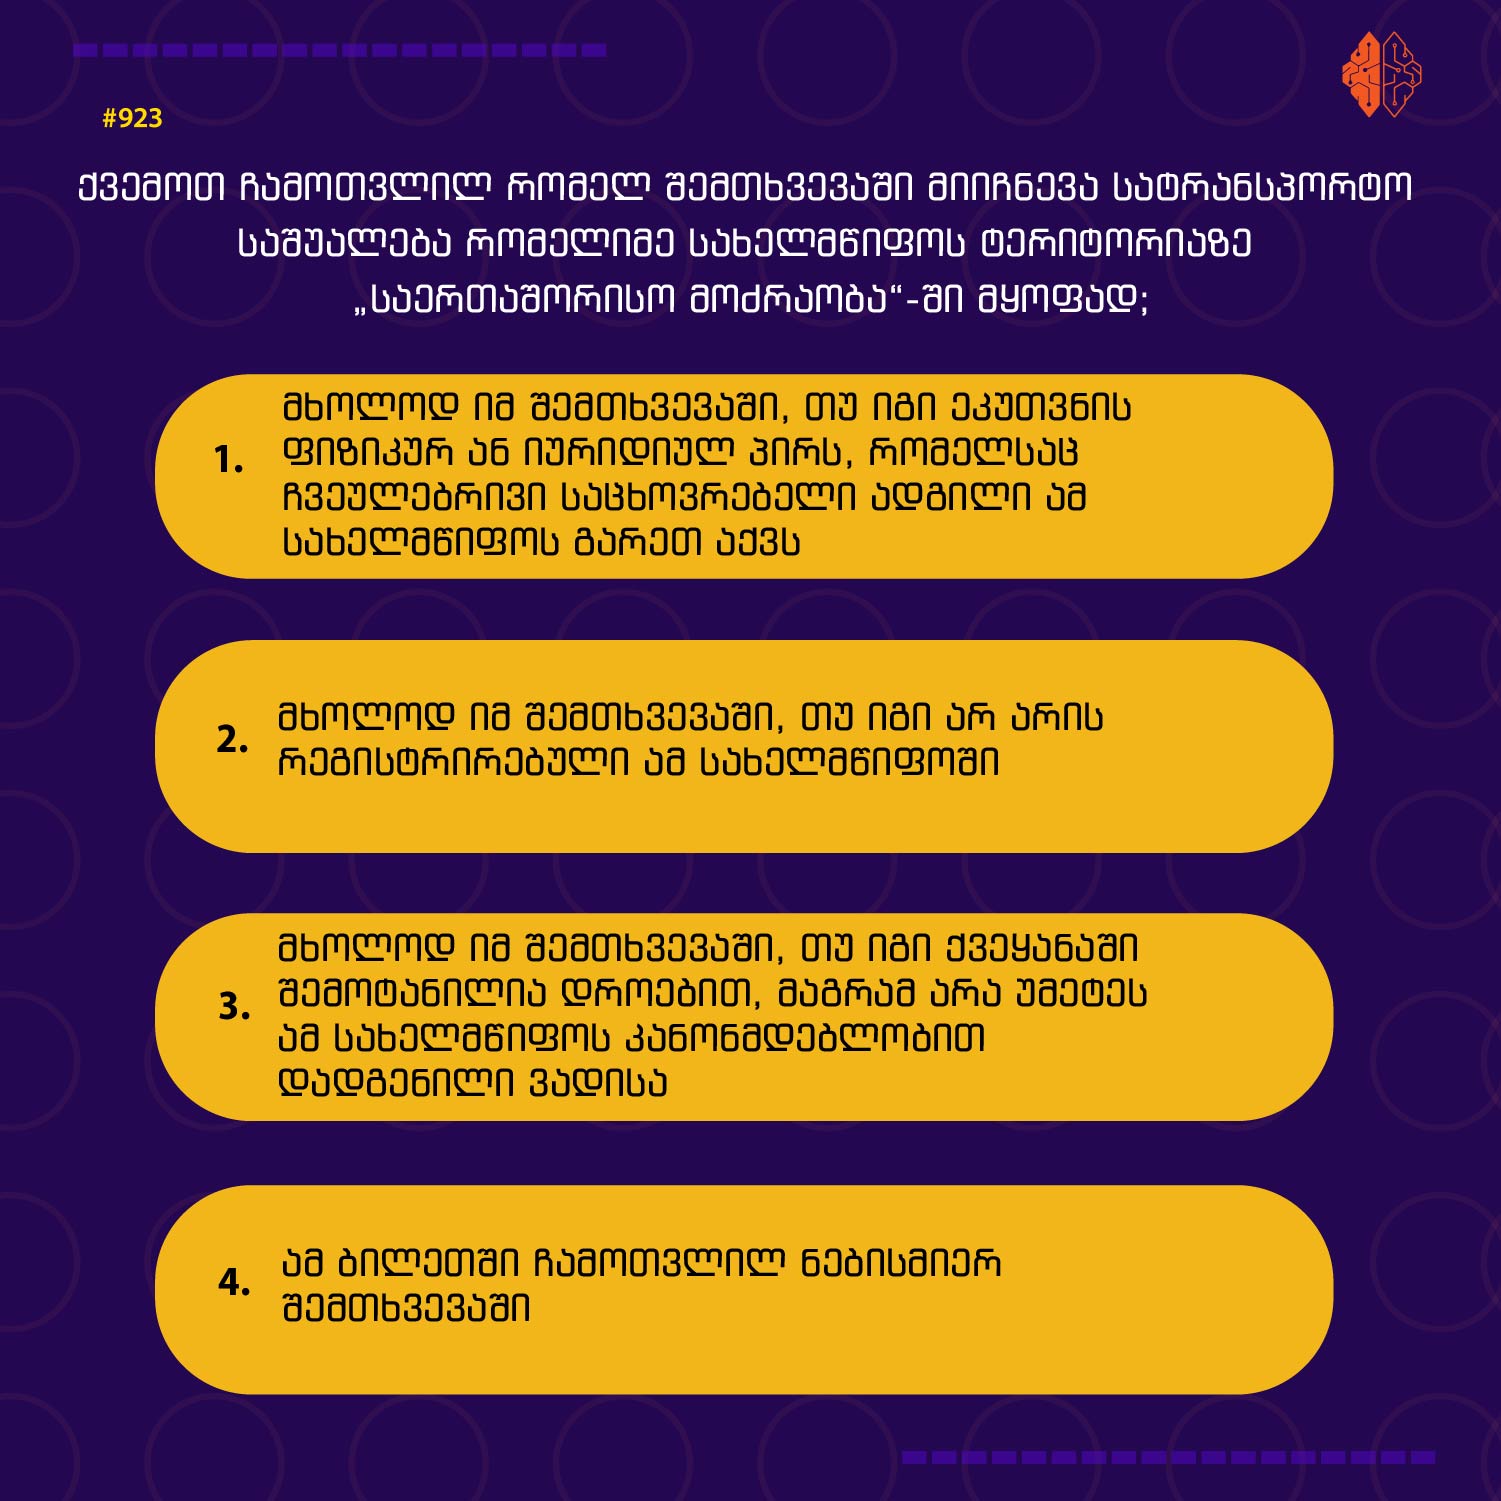 #923
ქვემოთ ჩამოთვლილ რომელ შემთხვევაში მიიჩნევა სატრანსპორტო
საშუალება რომელიმე სახელმწიფოს ტერიტორიაზე
„საერთაშორისო მოძრაობა“-ში მყოფად;
1.
მხოლოდ იმ შემთხვევაში, თუ იგი ეკუთვნის
ფიზიკურ ან იურიდიულ პირს, რომელსაც
ჩვეულებრივი საცხოვრებელი ადგილი ამ
სახელმწიფოს გარეთ აქვს
2.
მხოლოდ იმ შემთხვევაში, თუ იგი არ არის
რეგისტრირებული ამ სახელმწიფოში
3.
მხოლოდ იმ შემთხვევაში, თუ იგი ქვეყანაში
შემოტანილია დროებით, მაგრამ არა უმეტეს
ამ სახელმწიფოს კანონმდებლობით
დადგენილი ვადისა
4.
ამ ბილეთში ჩამოთვლილ ნებისმიერ
შემთხვევაში